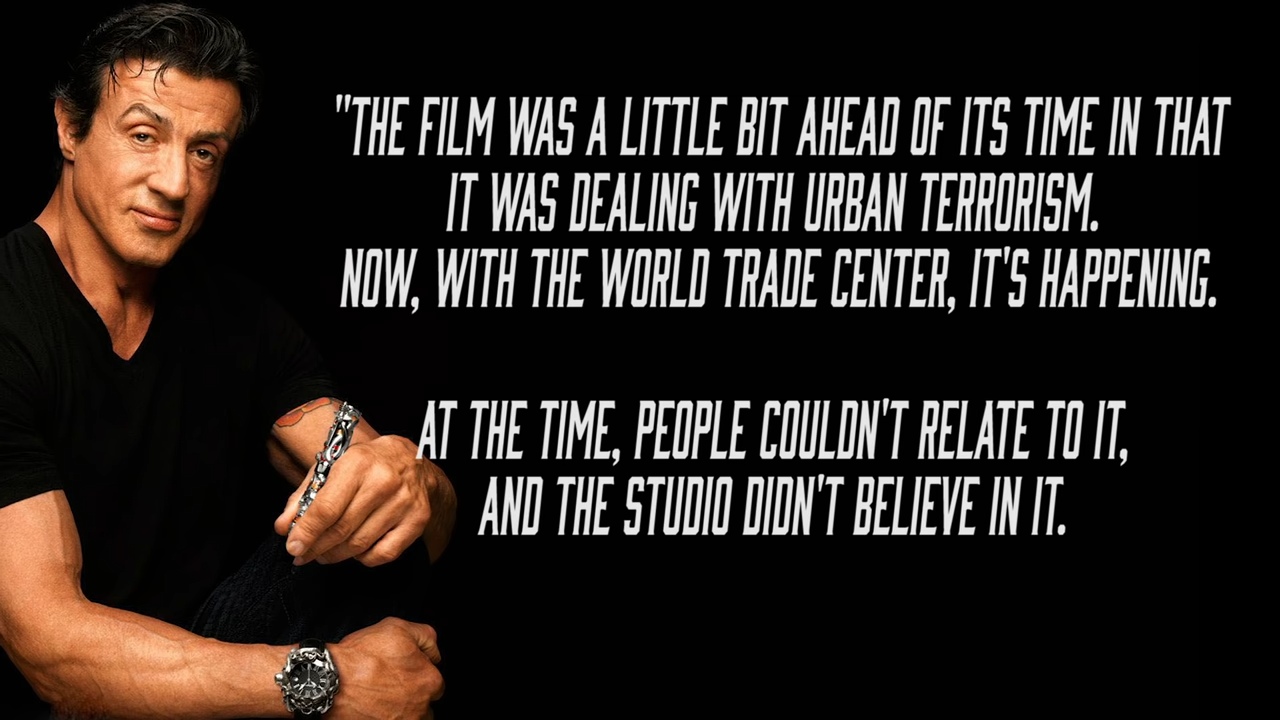 "THE FILM WAS A LITTLE BIT AHEAD OF ITS TIME IN THAT
IT WAS DEALING WITH URBAN TERRORISM.
NOW, WITH THE WORLD TRADE CENTER, IT'S HAPPENING.
AT THE TIME, PEOPLE COULDN'T RELATE TO IT,
AND THE STUDIO DIDN'T BELIEVE IN IT.